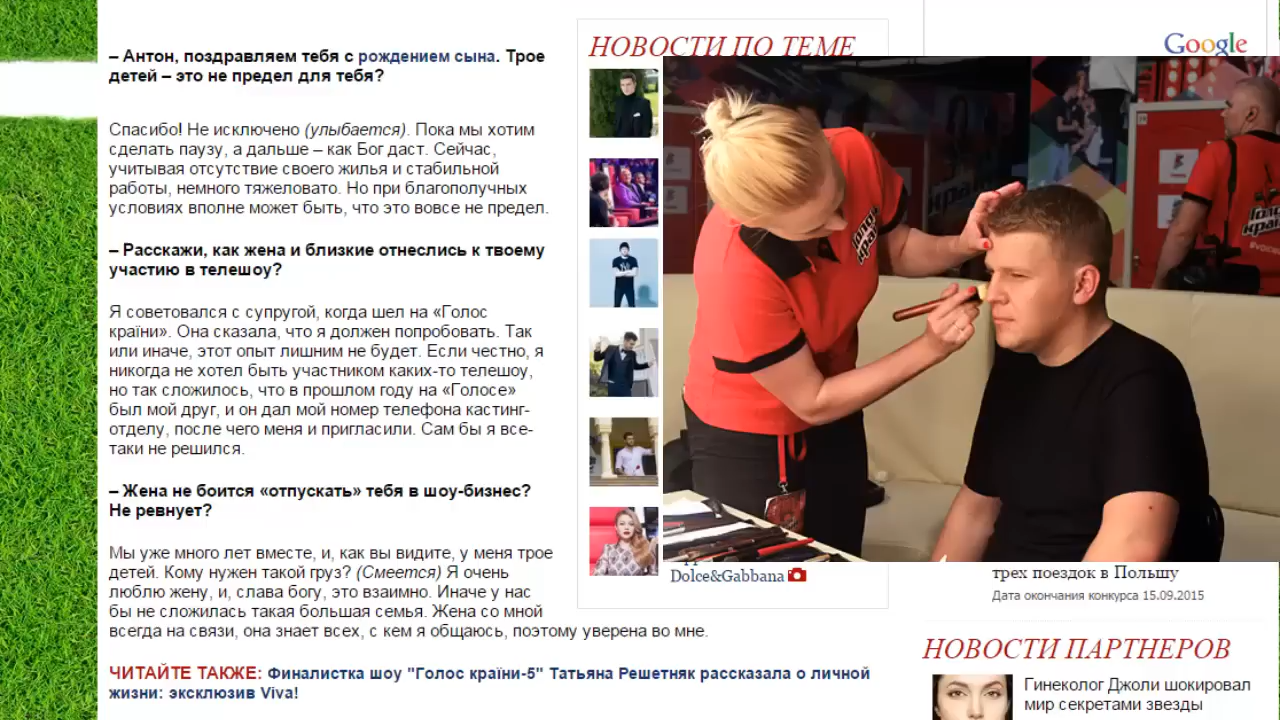 – Антон, поздравляем тебя с рождением сына. Трое
детей – это не предел для тебя?
Спасибо! Не исключено (улыбается). Пока мы хотим
сделать паузу, а дальше – как Бог даст. Сейчас,
учитывая отсутствие своего жилья и стабильной
работы, немного тяжеловато. Но при благополучных
условиях вполне может быть, что это вовсе не предел.
– Расскажи, как жена и близкие отнеслись к твоему
участию в телешоу?
Я советовался с супругой, когда шел на «Голос
країни». Она сказала, что я должен попробовать. Так
или иначе, этот опыт лишним не будет. Если честно, я
никогда не хотел быть участником каких-то телешоу,
но так сложилось, что в прошлом году на «Голосе»
был мой друг, и он дал мой номер телефона кастинг-
отделу, после чего меня и пригласили. Сам бы я все-
таки не решился.
– Жена не боится «отпускать» тебя в шоу-бизнес?
Не ревнует?
Мы уже много лет вместе, и, как вы видите, у меня трое
детей. Кому нужен такой груз? (Смеется) Я очень
люблю жену, и, слава богу, это взаимно. Иначе у нас
бы не сложилась такая большая семья. Жена со мной
всегда на связи, она знает всех, с кем я общаюсь, поэтому уверена во мне.
ЧИТАЙТЕ ТАКЖЕ: Финалистка шоу "Голос країни-5" Татьяна Решетняк рассказала о личной
жизни: эксклюзив Viva!
НОВОСТИ ПО ТЕМЕ
Dolce&Gabbana
Google
Голос
країни
трех поездок в Польшу
Дата окончания конкурса 15.09.2015
НОВОСТИ ПАРТНЕРОВ
Гинеколог Джоли шокировал
мир секретами звезды